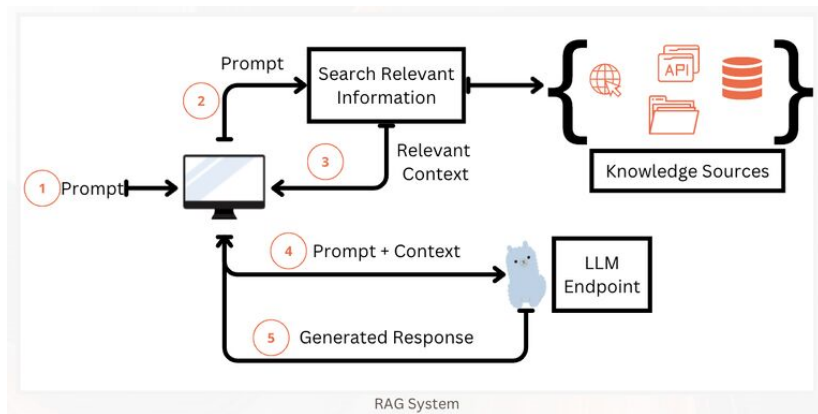 Prompt
2
Search Relevant
Information
API
3
Relevant
Context
Knowledge Sources
1
Prompt
4
Prompt + Context
LLM
Endpoint
5
Generated Response
RAG System